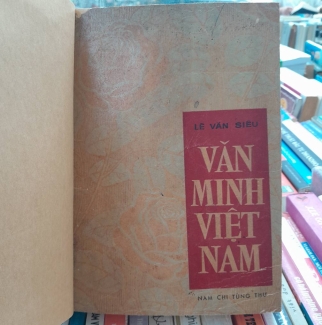 LÊ VĂN SIÊU
VĂN
MINH
VIỆT
NAM
NAM CHI TÙNG THƯ